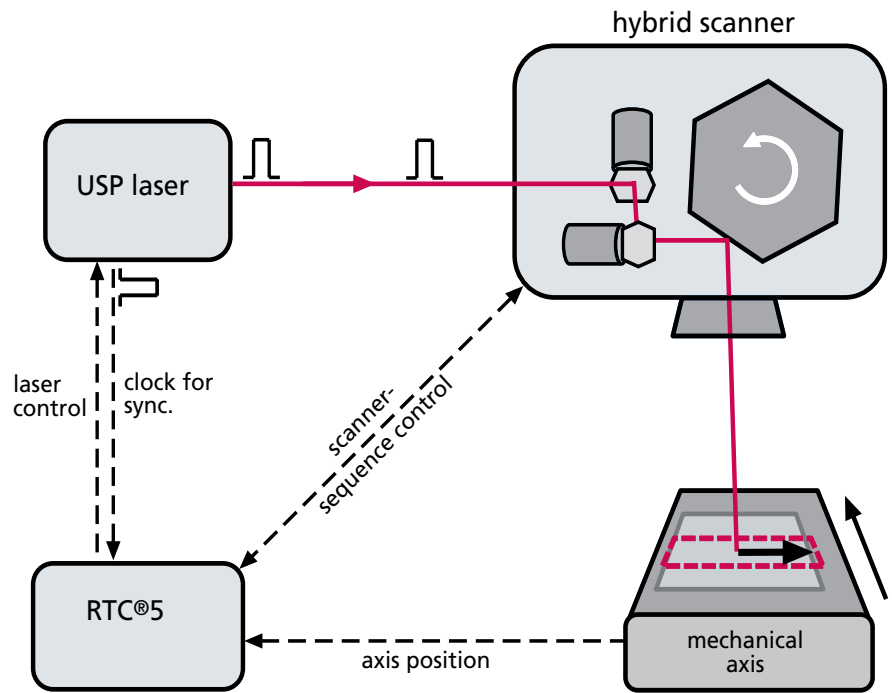 hybrid scanner
USP laser
laser
control
clock for
sync.
scanner-
sequence control
RTC®5
axis position
mechanical
axis